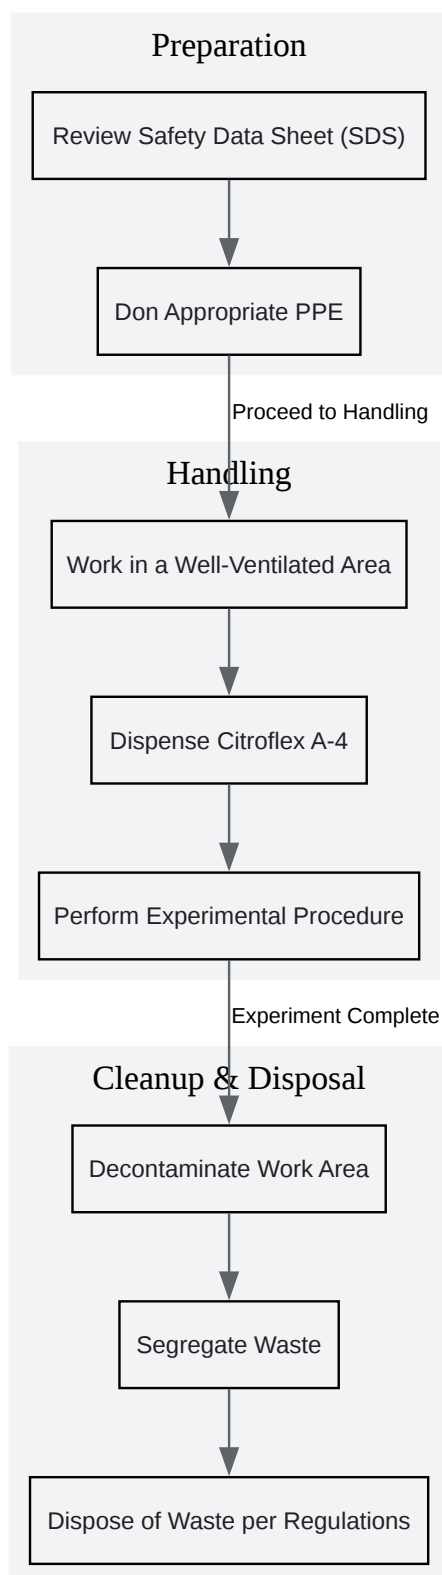 Preparation
Review Safety Data Sheet (SDS)
Don Appropriate PPE
Proceed to Handling
Handling
Work in a Well-Ventilated Area
Dispense Citroflex A-4
Perform Experimental Procedure
Experiment Complete
Cleanup & Disposal
Decontaminate Work Area
Segregate Waste
Dispose of Waste per Regulations